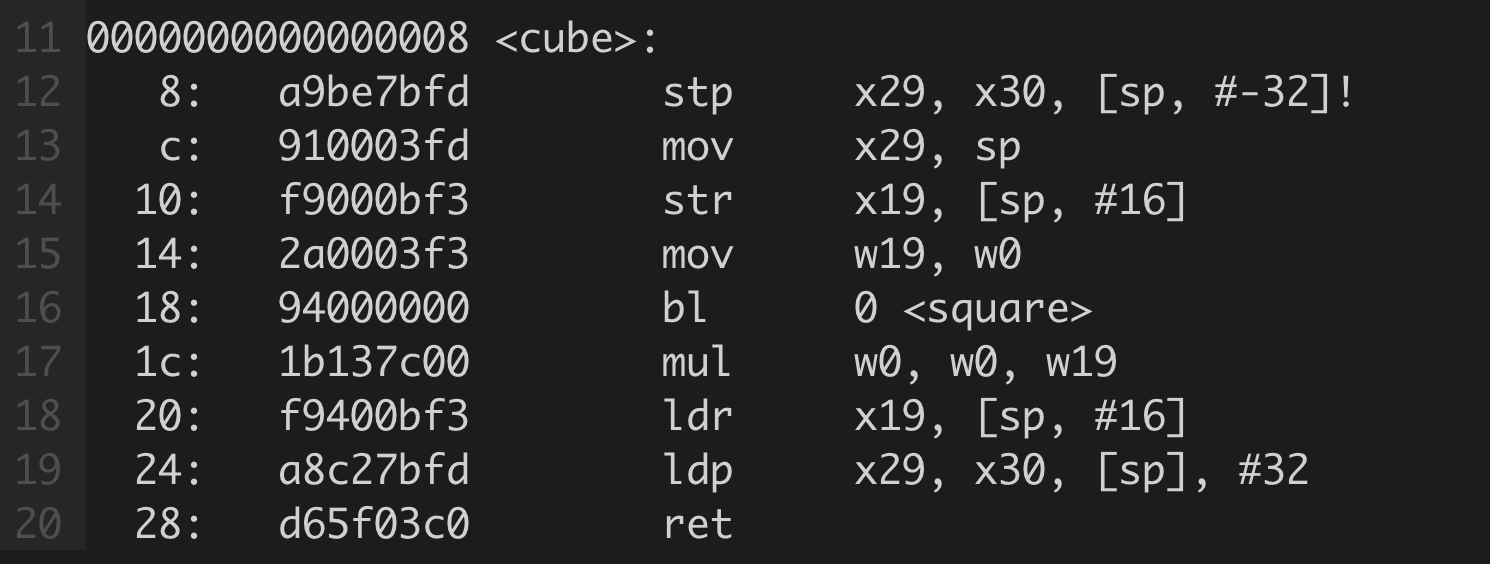 11 0000000000000008 <cube>:
12 8: a9be7bfd stp x29, x30, [sp, #-32]!
13 c: 910003fd mov x29, sp
14 10: f9000bf3 str x19, [sp, #16]
15 14: 2a0003f3 mov w19, w0
16 18: 94000000 bl 0 <square>
17 1c: 1b137c00 mul w0, w0, w19
18 20: f9400bf3 ldr x19, [sp, #16]
19 24: a8c27bfd ldp x29, x30, [sp], #32
20 28: d65f03c0 ret